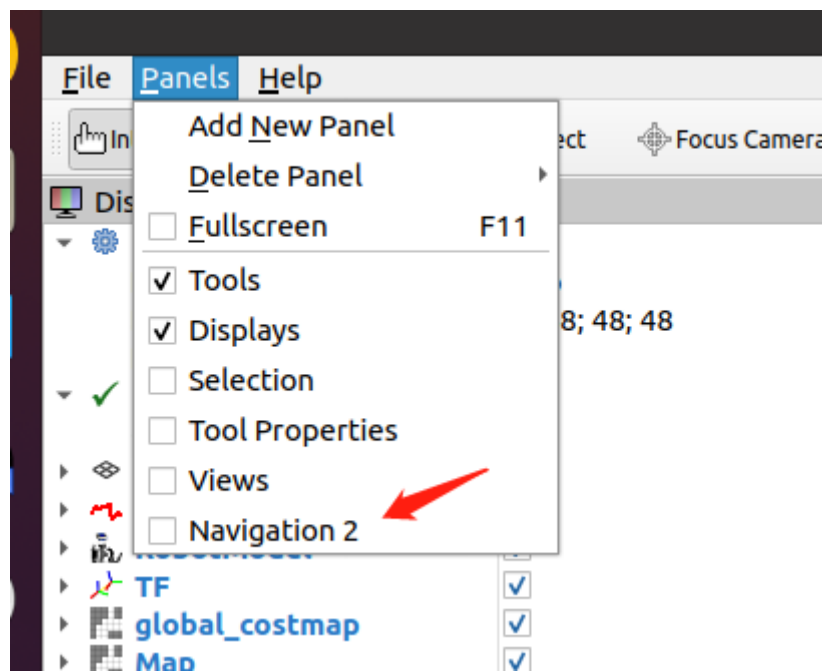 File Panels Help
Add New Panel
Delete Panel
Fullscreen F11
Tools
Displays
8; 48; 48
Selection
Tool Properties
Views
Navigation 2
TF
global_costmap
Map
Focus Camera